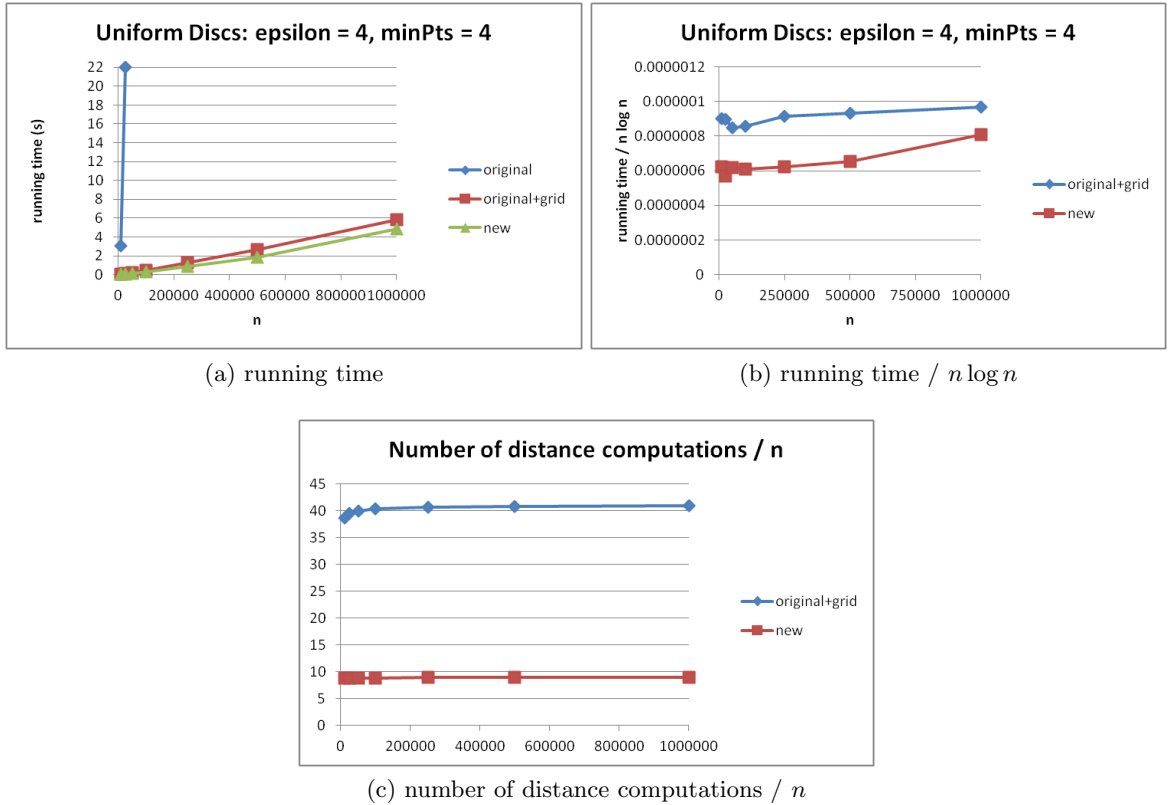 Uniform Discs: epsilon = 4, minPts = 4
running time (s)
22
20
18
16
14
12
10
8
6
4
2
0
0 200000 400000 600000 800000 1000000
n
original
original+grid
new
(a) running time
Uniform Discs: epsilon = 4, minPts = 4
running time / n log n
0.0000012
0.000001
0.0000008
0.0000006
0.0000004
0.0000002
0
0 250000 500000 750000 1000000
n
original+grid
new
(b) running time / n log n
Number of distance computations / n
45
40
35
30
25
20
15
10
5
0
0 200000 400000 600000 800000 1000000
original+grid
new
(c) number of distance computations / n